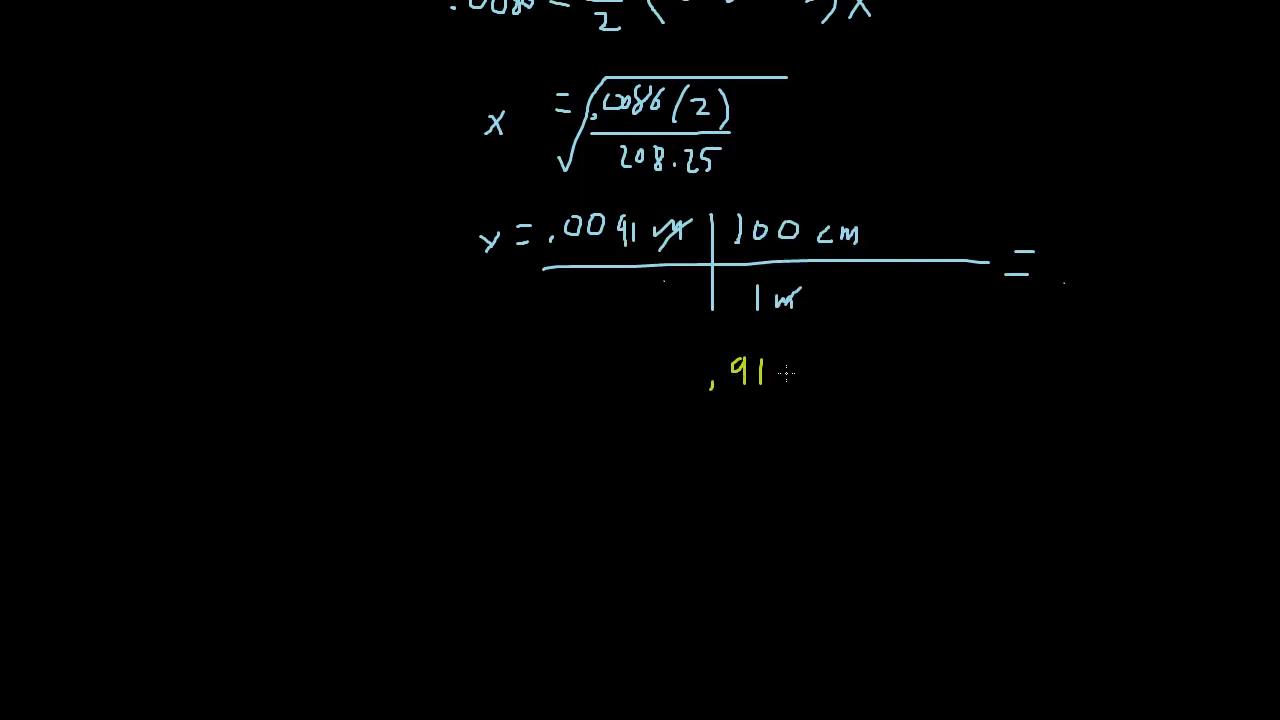 x = √.0086(2)
208.25
x = .0091 m 100 cm =
1 m
.91